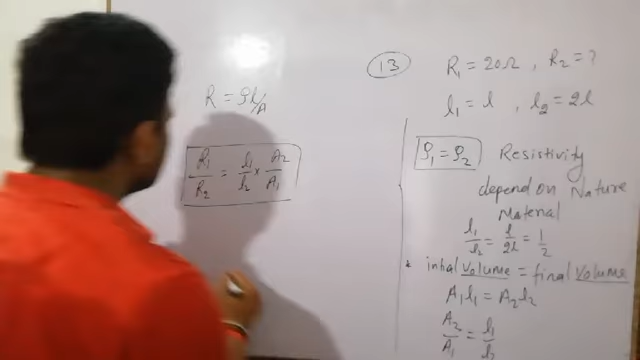 R = ρl/A
R₁/R₂ = l₁/l₂ × A₂/A₁
13
R₁ = 20Ω , R₂ = ?
l₁ = l , l₂ = 2l
ρ₁ = ρ₂ Resistivity
depend on Nature
Material
l₁/l₂ = l/2l = 1/2
* intial volume = final volume
A₁l₁ = A₂l₂
A₂/A₁ = l₁/l₂